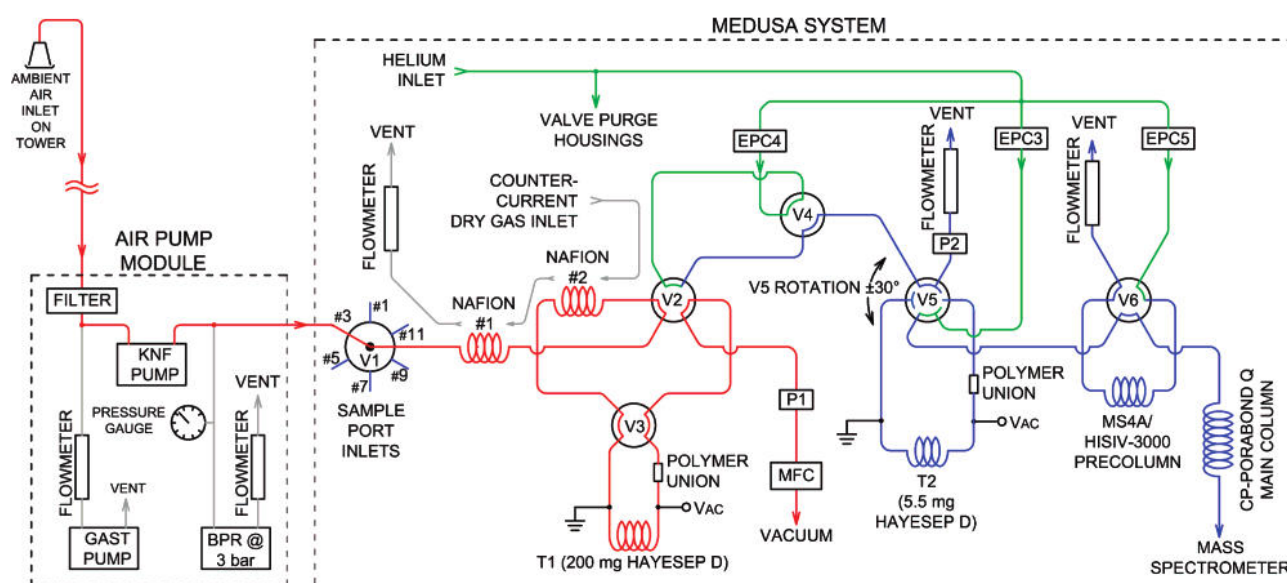 MEDUSA SYSTEM
AMBIENT
AIR
INLET
ON
TOWER
HELIUM
INLET
VALVE PURGE
HOUSINGS
VENT
FLOWMETER
COUNTER-
CURRENT
DRY GAS INLET
EPC4
VENT
FLOWMETER
P2
EPC3
VENT
FLOWMETER
EPC5
V4
AIR PUMP
MODULE
FILTER
KNF
PUMP
PRESSURE
GAUGE
FLOWMETER
VENT
GAST
PUMP
VENT
FLOWMETER
BPR @
3 bar
#3
#1
#11
V1
#5
#7
#9
SAMPLE
PORT
INLETS
NAFION
#1
NAFION
#2
V2
V5 ROTATION ±30°
V5
V6
V3
POLYMER
UNION
VAC
T1 (200 mg HAYESEP D)
P1
MFC
VACUUM
POLYMER
UNION
VAC
T2
(5.5 mg
HAYESEP D)
MS4A/
HISIV-3000
PRECOLUMN
CP-PORABOND Q
MAIN COLUMN
MASS
SPECTROMETER